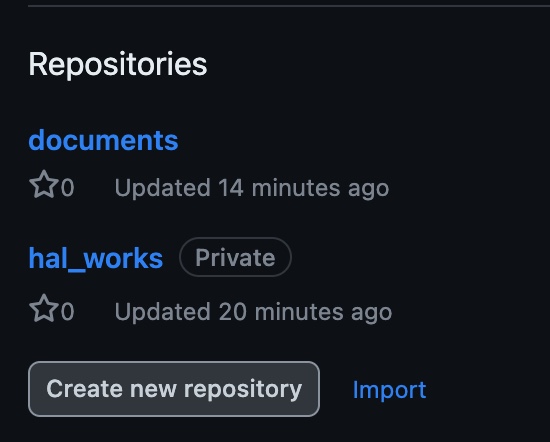 Repositories
documents
0 Updated 14 minutes ago
hal_works Private
0 Updated 20 minutes ago
Create new repository Import